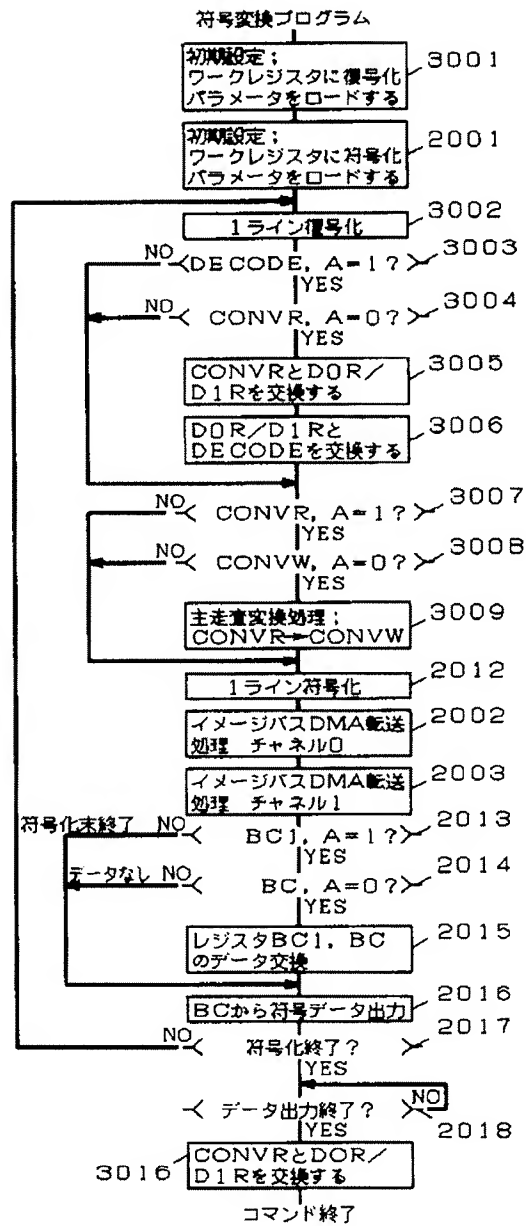 符号変換プログラム
初期設定;
ワークレジスタに復号化
パラメータをロードする
3001
初期設定;
ワークレジスタに符号化
パラメータをロードする
2001
1ライン復号化
3002
NO
DECODE, A=1?
3003
YES
NO
CONVR, A=0?
3004
YES
CONVRとD0R/
D1Rを交換する
3005
D0R/D1Rと
DECODEを交換する
3006
NO
CONVR, A=1?
3007
YES
NO
CONVW, A=0?
3008
YES
主走査変換処理;
CONVR→CONVW
3009
1ライン符号化
2012
イメージバスDMA転送
処理 チャネル0
2002
イメージバスDMA転送
処理 チャネル1
2003
符号化未終了 NO
BC1, A=1?
2013
YES
データなし NO
BC, A=0?
2014
YES
レジスタBC1, BC
のデータ交換
2015
BCから符号データ出力
2016
NO
符号化終了?
2017
YES
データ出力終了?
NO
2018
YES
3016
CONVRとD0R/
D1Rを交換する
コマンド終了